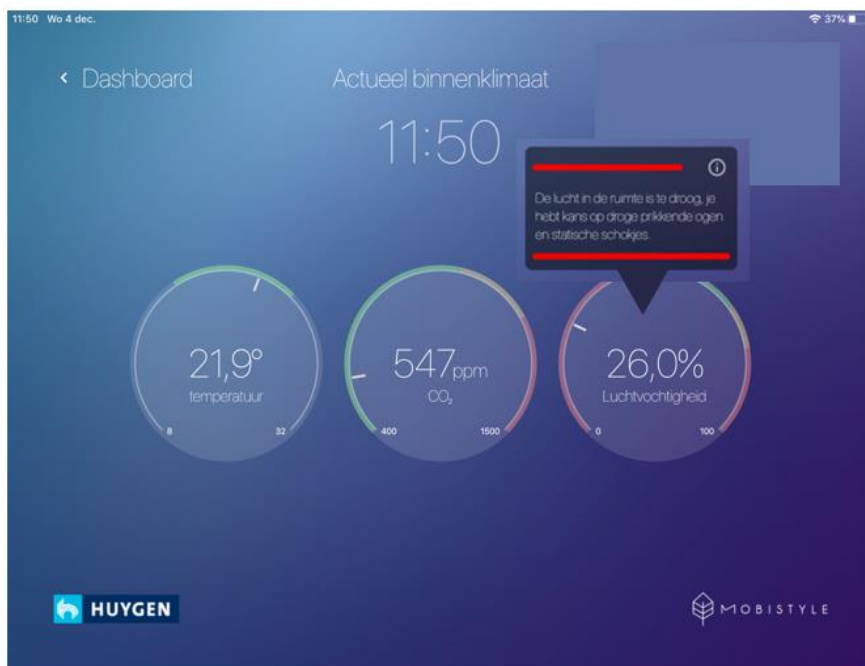 11:50 Wo 4 dec.
37%
< Dashboard
Actueel binnenklimaat
11:50
De lucht in de ruimte is te droog, je
hebt kans op droge prikkende ogen
en statische schokjes.
21,9°
temperatuur
8 32
547ppm
CO₂
400 1500
26,0%
Luchtvochtigheid
0 100
HUYGEN
MOBISTYLE